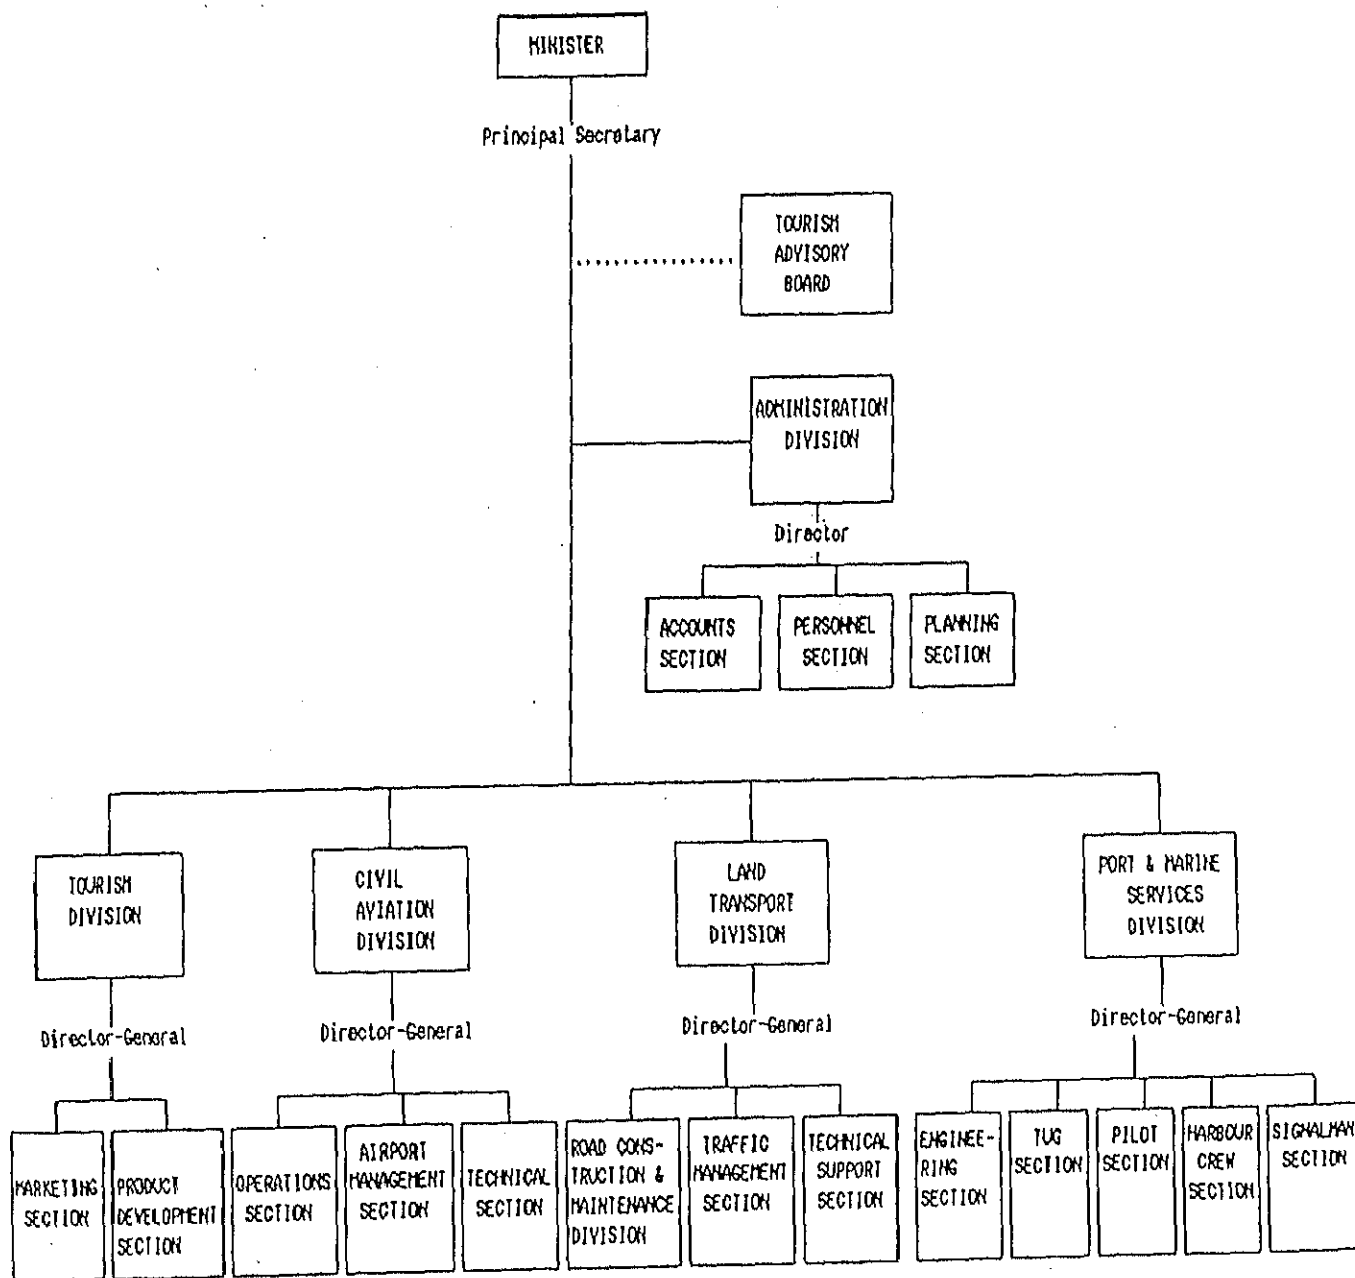 MINISTER
Principal Secretary
TOURISM
ADVISORY
BOARD
ADMINISTRATION
DIVISION
Director
ACCOUNTS
SECTION
PERSONNEL
SECTION
PLANNING
SECTION
TOURISM
DIVISION
CIVIL
AVIATION
DIVISION
LAND
TRANSPORT
DIVISION
PORT & MARINE
SERVICES
DIVISION
Director-General
Director-General
Director-General
Director-General
MARKETING
SECTION
PRODUCT
DEVELOPMENT
SECTION
OPERATIONS
SECTION
AIRPORT
MANAGEMENT
SECTION
TECHNICAL
SECTION
ROAD CONS-
TRUCTION &
MAINTENANCE
DIVISION
TRAFFIC
MANAGEMENT
SECTION
TECHNICAL
SUPPORT
SECTION
ENGINEE-
RING
SECTION
TUG
SECTION
PILOT
SECTION
HARBOUR
CREW
SECTION
SIGNALMAN
SECTION